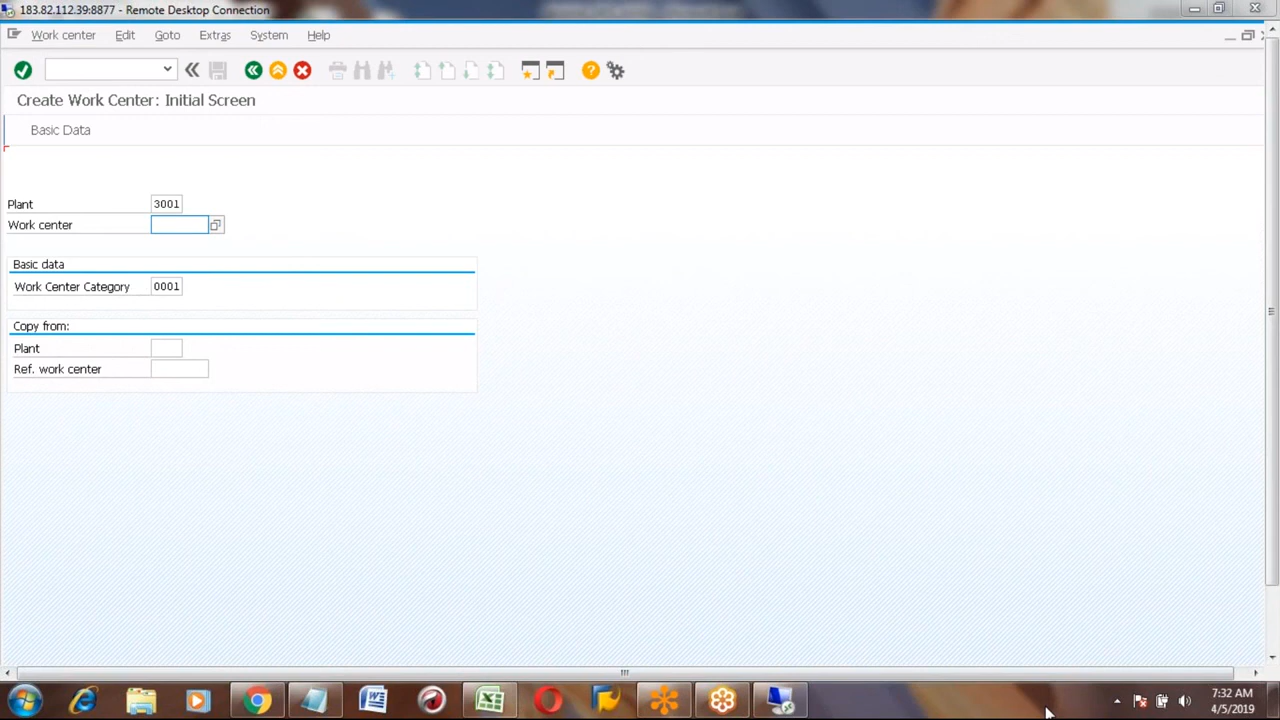 183.82.112.39:8877 - Remote Desktop Connection
Work center Edit Goto Extras System Help
Create Work Center: Initial Screen
Basic Data
Plant 3001
Work center
Basic data
Work Center Category 0001
Copy from:
Plant
Ref. work center
7:32 AM
4/5/2019